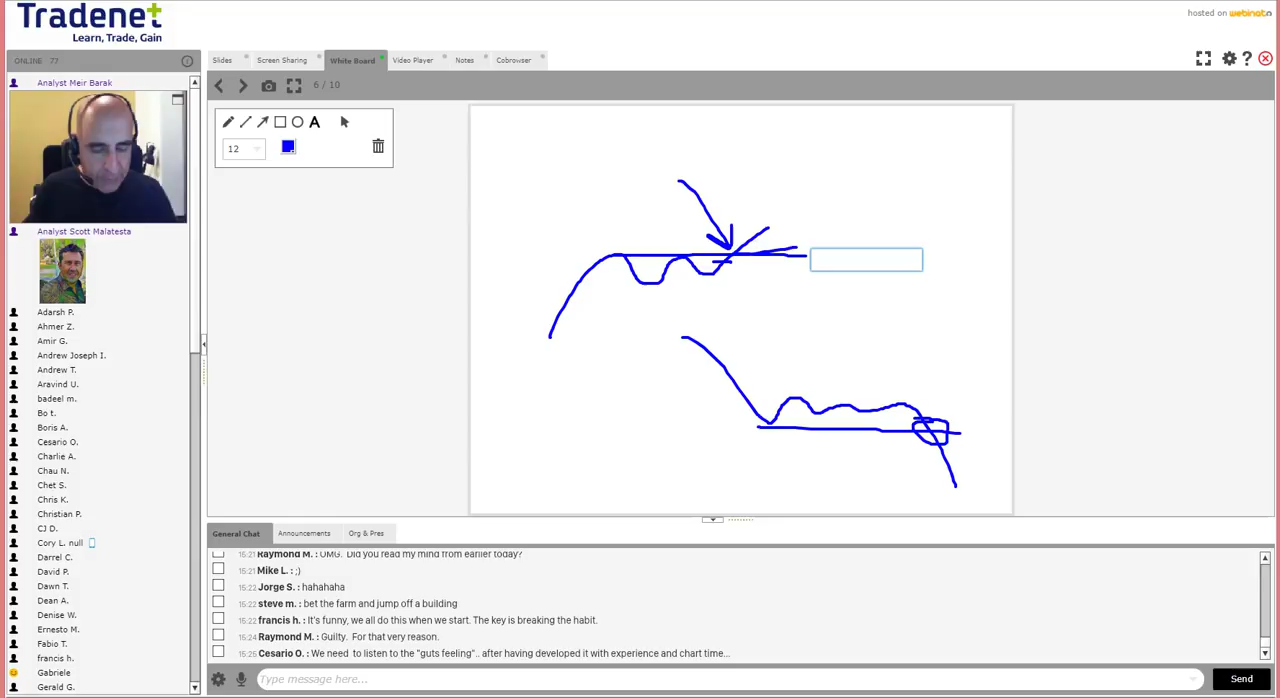 Tradenet
Learn, Trade, Gain
hosted on webinato
ONLINE 77
Slides
Screen Sharing
White Board
Video Player
Notes
Cobrowser
6 / 10
12
A
Analyst Meir Barak
Analyst Scott Malatesta
Adarsh P.
Ahmer Z.
Amir G.
Andrew Joseph I.
Andrew T.
Aravind U.
badeel m.
Bo t.
Boris A.
Cesario O.
Charlie A.
Chau N.
Chet S.
Chris K.
Christian P.
CJ D.
Cory L. null
Darrel C.
David P.
Dawn T.
Dean A.
Denise W.
Ernesto M.
Fabio T.
francis h.
Gabriele
Gerald G.
General Chat
Announcements
Org & Pres
15:21 Raymond M. : OMG. Did you read my mind from earlier today?
15:21 Mike L. : ;)
15:22 Jorge S. : hahahaha
15:22 steve m. : bet the farm and jump off a building
15:22 francis h. : It's funny, we all do this when we start. The key is breaking the habit.
15:24 Raymond M. : Guilty. For that very reason.
15:25 Cesario O. : We need to listen to the "guts feeling".. after having developed it with experience and chart time...
Type message here...
Send